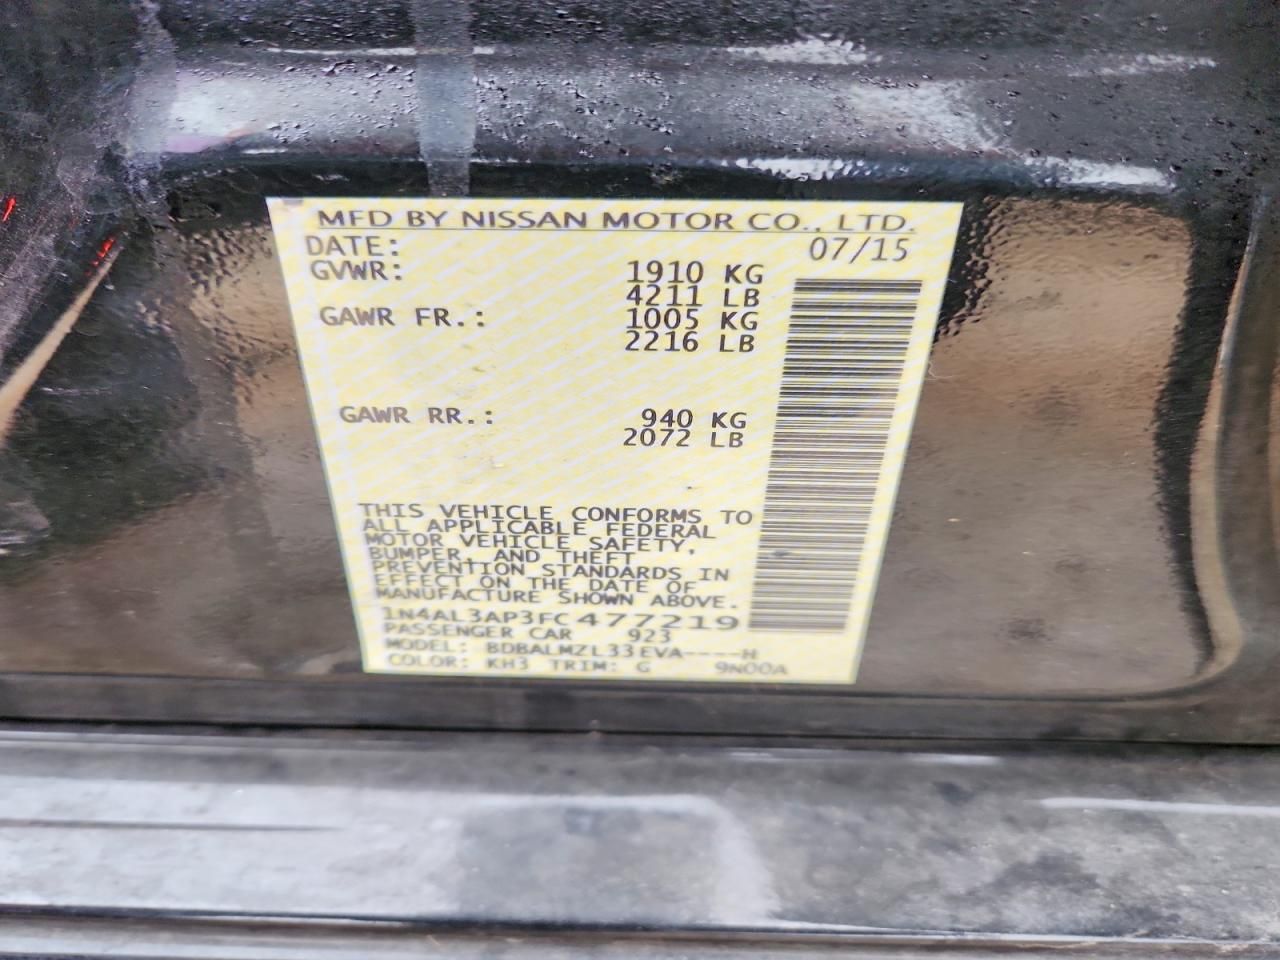 MFD BY NISSAN MOTOR CO., LTD.
DATE: 07/15
GVWR: 1910 KG
4211 LB
GAWR FR.: 1005 KG
2216 LB
GAWR RR.: 940 KG
2072 LB
THIS VEHICLE CONFORMS TO
ALL APPLICABLE FEDERAL
MOTOR VEHICLE SAFETY,
BUMPER, AND THEFT
PREVENTION STANDARDS IN
EFFECT ON THE DATE OF
MANUFACTURE SHOWN ABOVE.
1N4AL3AP3FC477219
PASSENGER CAR 923
MODEL: BDBALMZL33EVA----H
COLOR: KH3 TRIM: G 9N00A